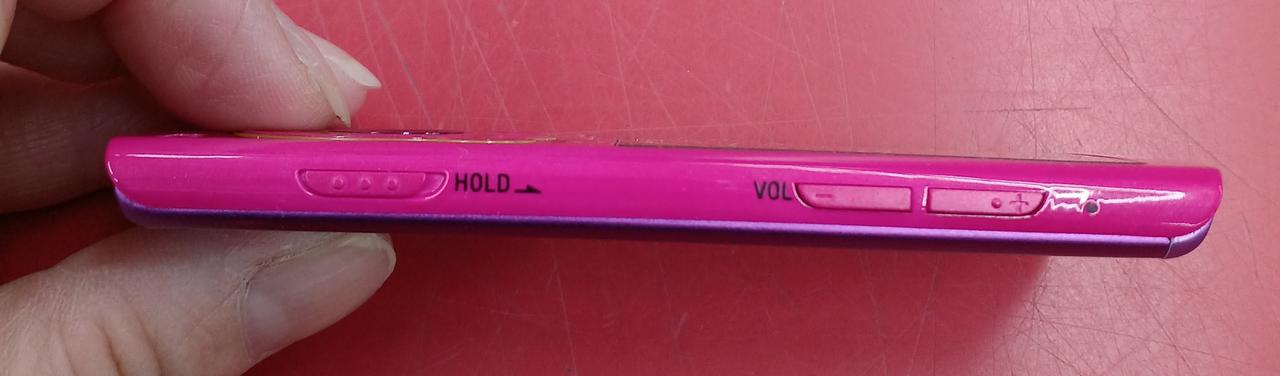 HOLD
VOL - +